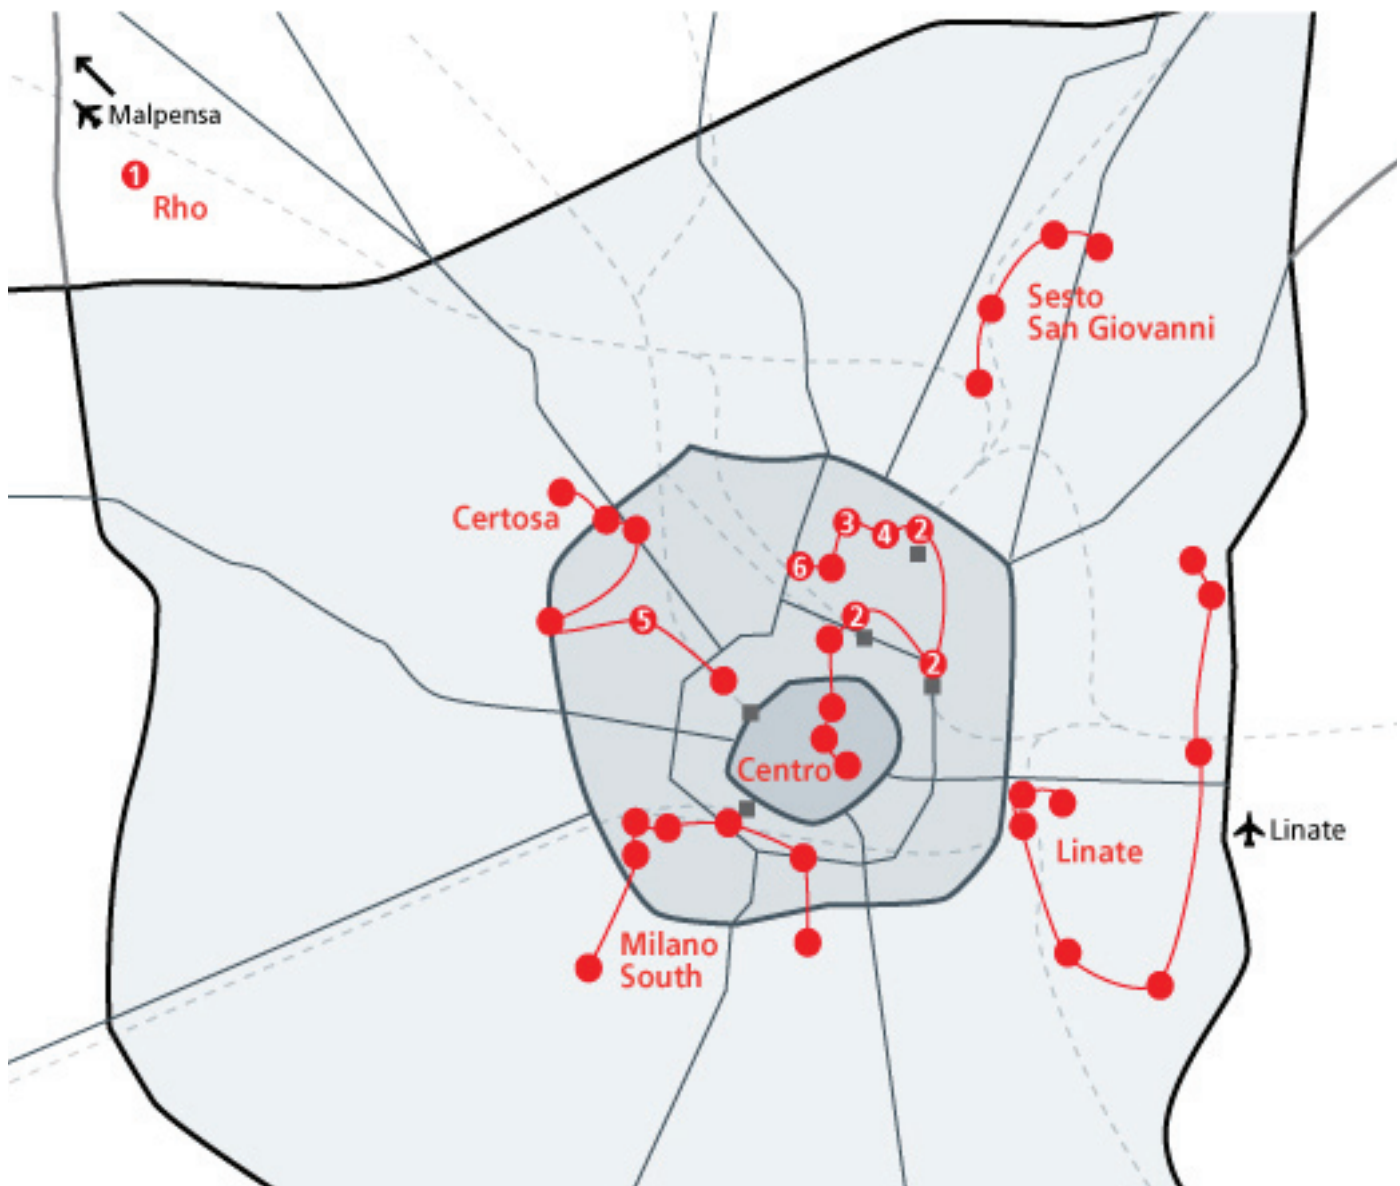 Malpensa
1
Rho
Sesto
San Giovanni
Certosa
3
4
2
6
2
5
2
Centro
Linate
Linate
Milano
South